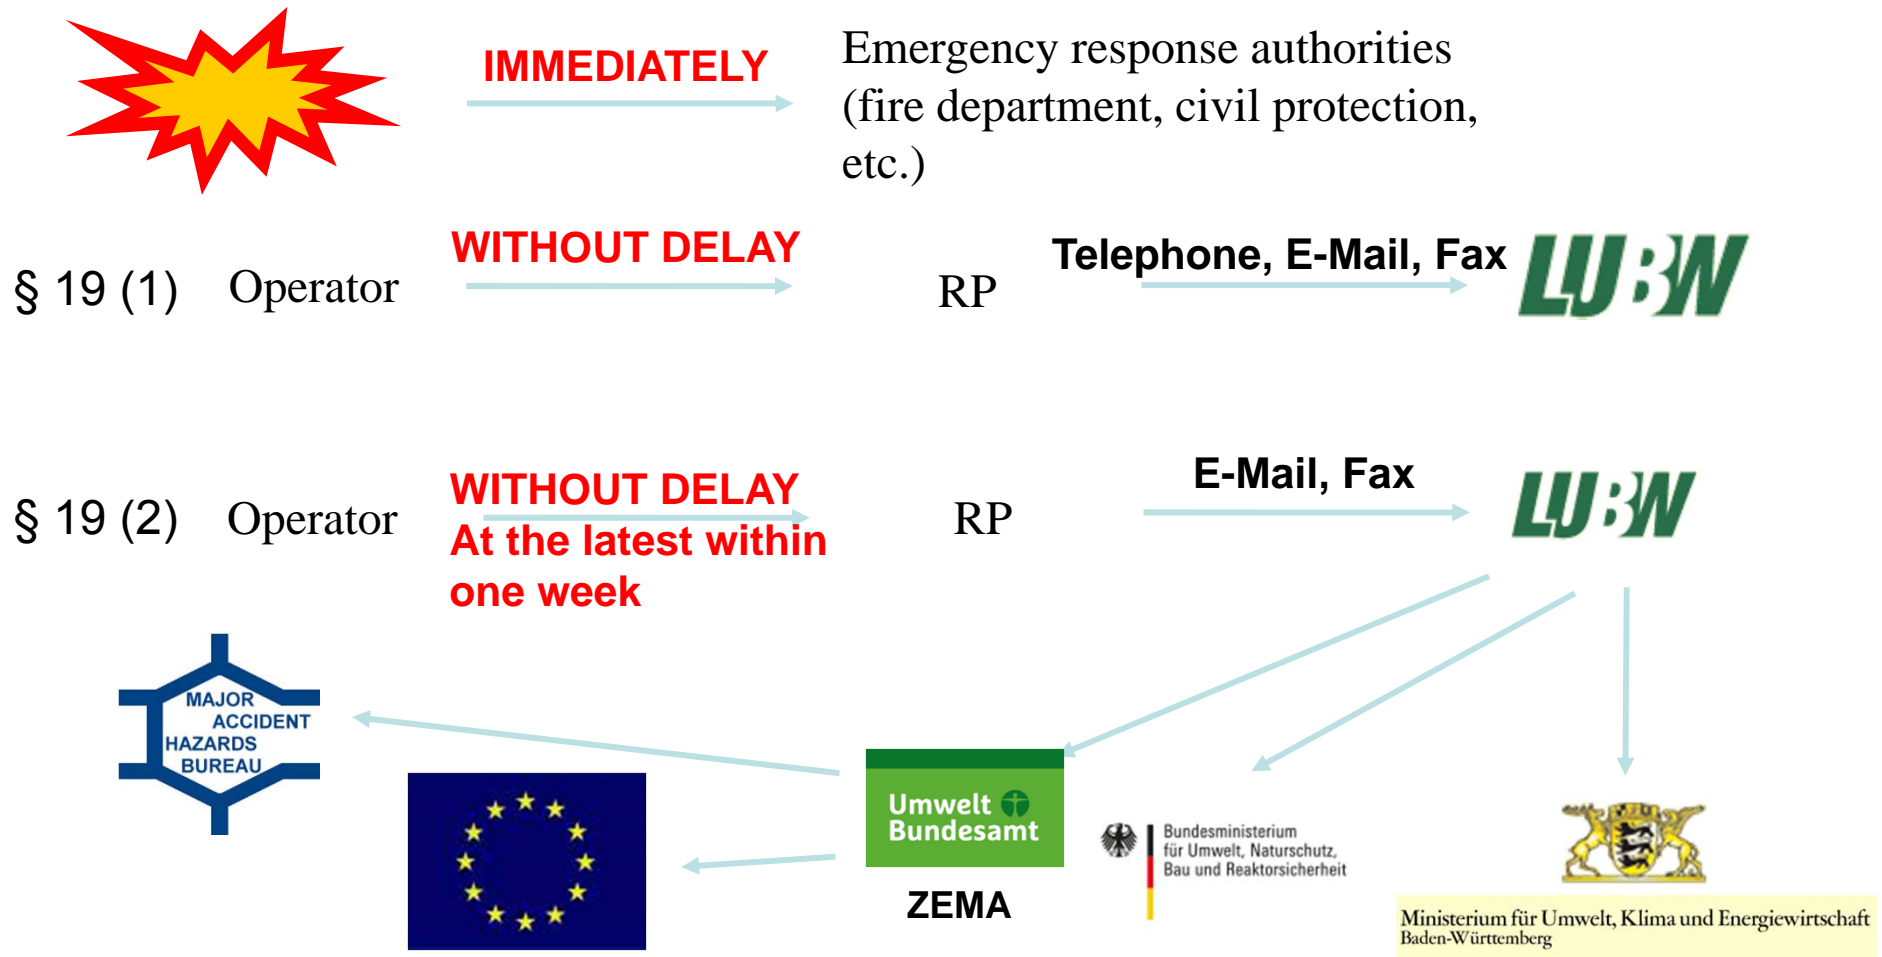 IMMEDIATELY
Emergency response authorities
(fire department, civil protection,
etc.)
§ 19 (1)
Operator
WITHOUT DELAY
RP
Telephone, E-Mail, Fax
LUBW
§ 19 (2)
Operator
WITHOUT DELAY
At the latest within
one week
RP
E-Mail, Fax
LUBW
MAJOR
ACCIDENT
HAZARDS
BUREAU
Umwelt
Bundesamt
ZEMA
Bundesministerium
für Umwelt, Naturschutz,
Bau und Reaktorsicherheit
Ministerium für Umwelt, Klima und Energiewirtschaft
Baden-Württemberg